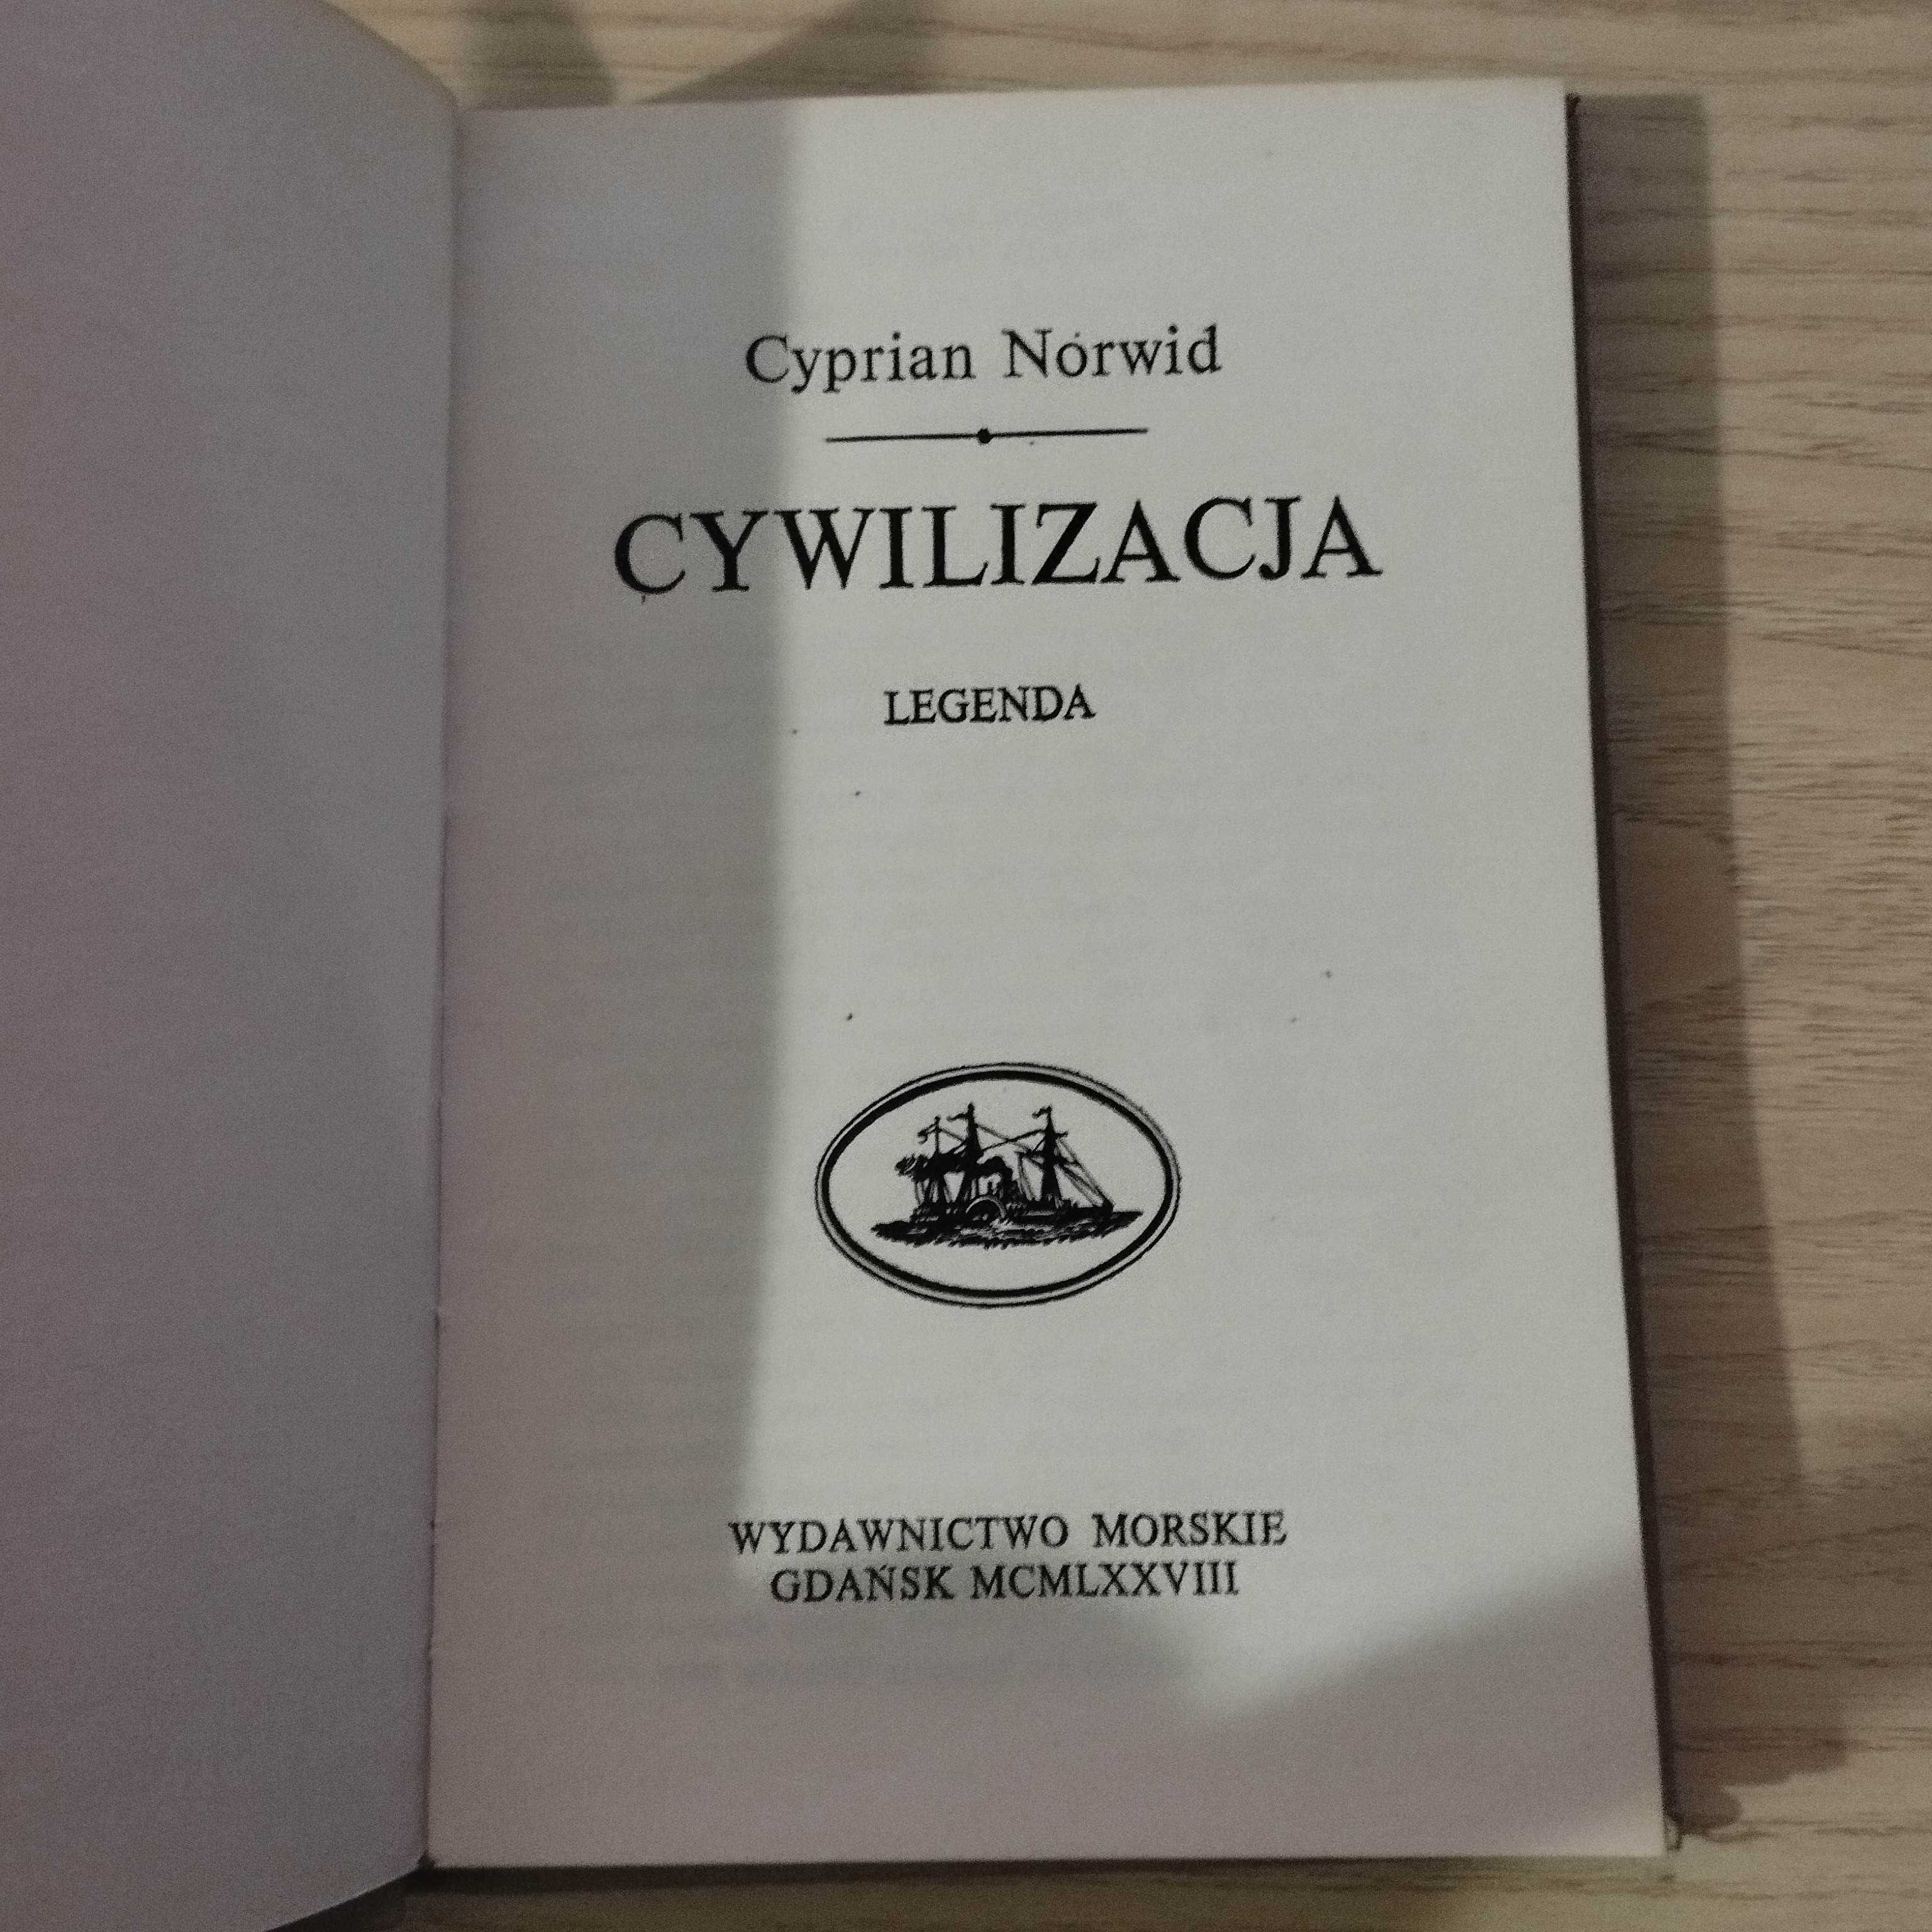 Cyprian Norwid
CYWILIZACJA
LEGENDA
WYDAWNICTWO MORSKIE
GDAŃSK MCMLXXVIII